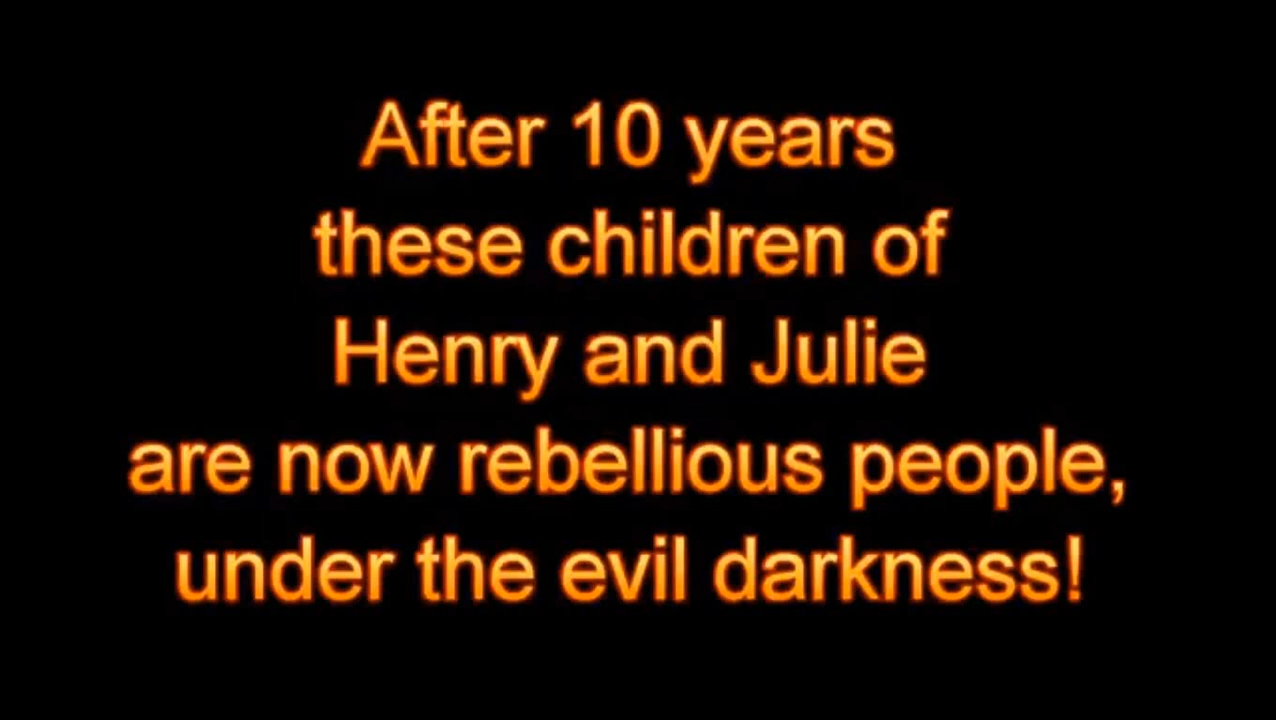 After 10 years
these children of
Henry and Julie
are now rebellious people,
under the evil darkness!